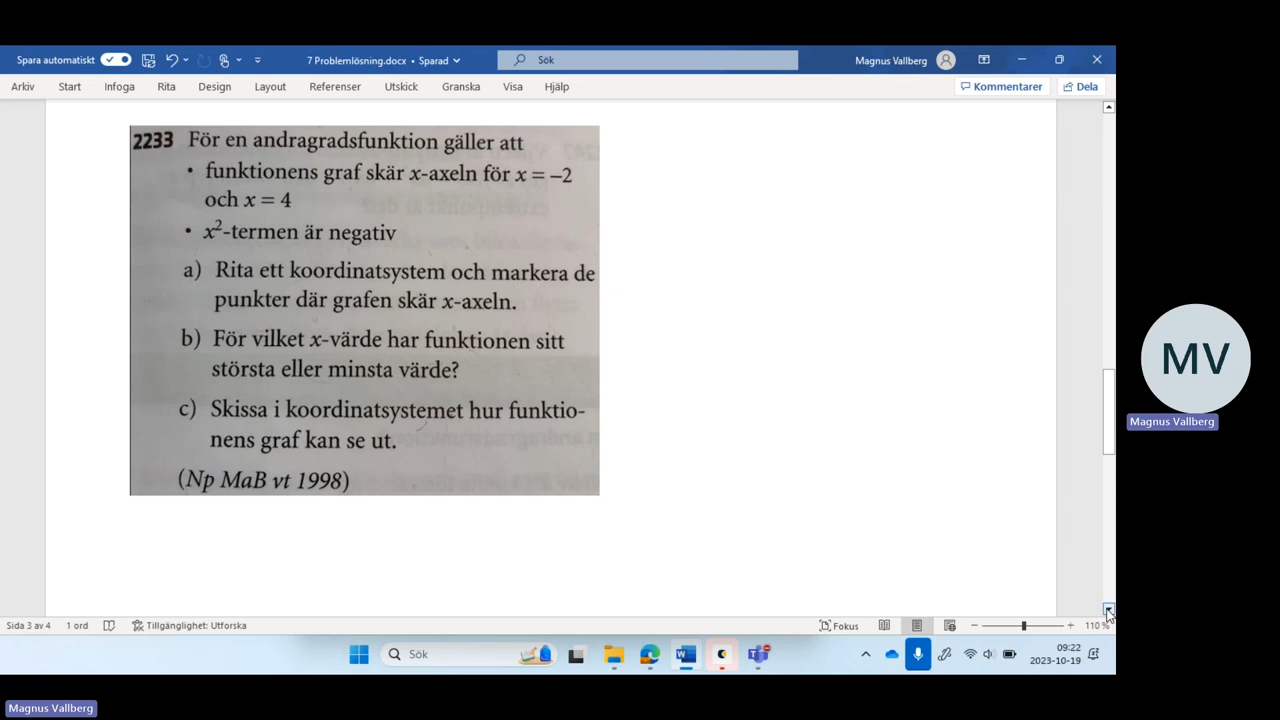 Spara automatiskt
7 Problemlösning.docx • Sparad
Sök
Magnus Vallberg
Arkiv Start Infoga Rita Design Layout Referenser Utskick Granska Visa Hjälp
Kommentarer Dela
2233 För en andragradsfunktion gäller att
• funktionens graf skär x-axeln för x = –2
och x = 4
• x²-termen är negativ
a) Rita ett koordinatsystem och markera de
punkter där grafen skär x-axeln.
b) För vilket x-värde har funktionen sitt
största eller minsta värde?
c) Skissa i koordinatsystemet hur funktio-
nens graf kan se ut.
(Np MaB vt 1998)
MV
Magnus Vallberg
Sida 3 av 4 1 ord Tillgänglighet: Utforska Fokus 110 %
Sök
09:22
2023-10-19
Magnus Vallberg